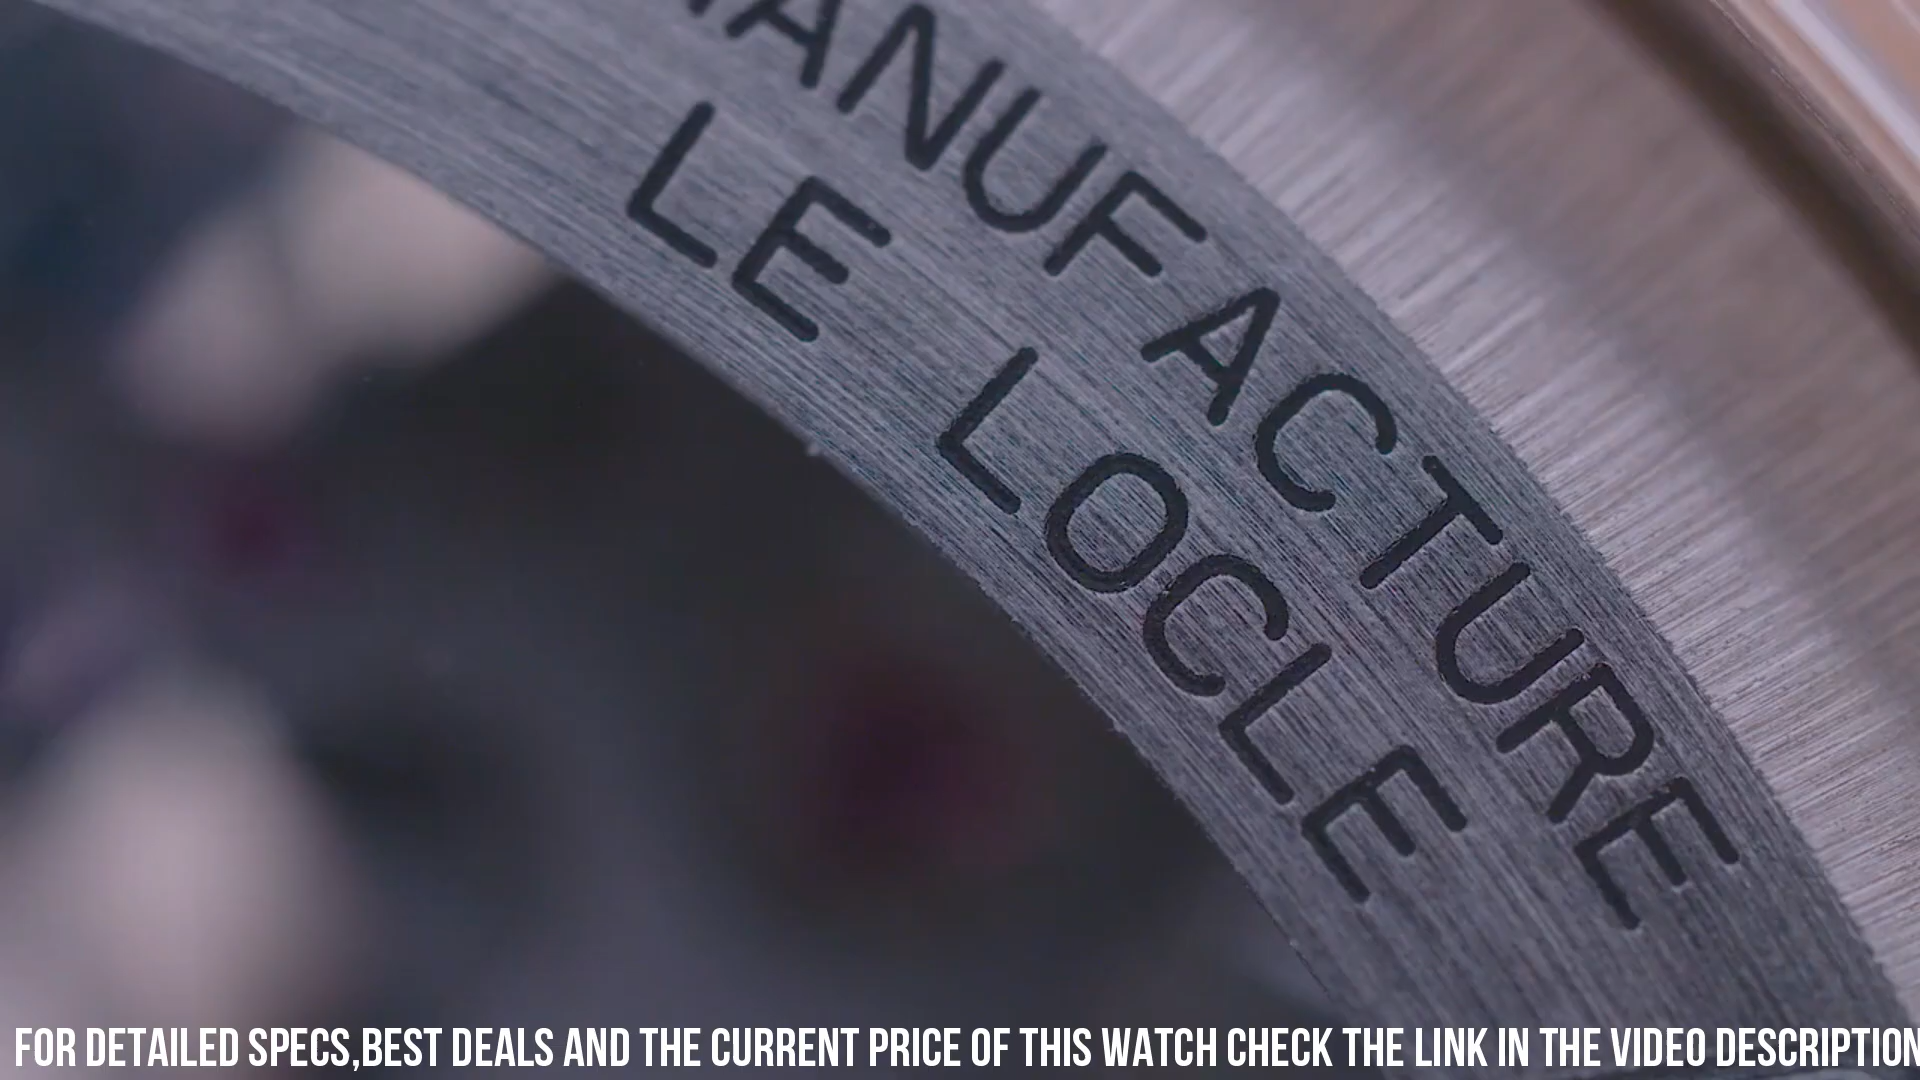 MANUFACTURE
LE LOCLE
FOR DETAILED SPECS,BEST DEALS AND THE CURRENT PRICE OF THIS WATCH CHECK THE LINK IN THE VIDEO DESCRIPTION